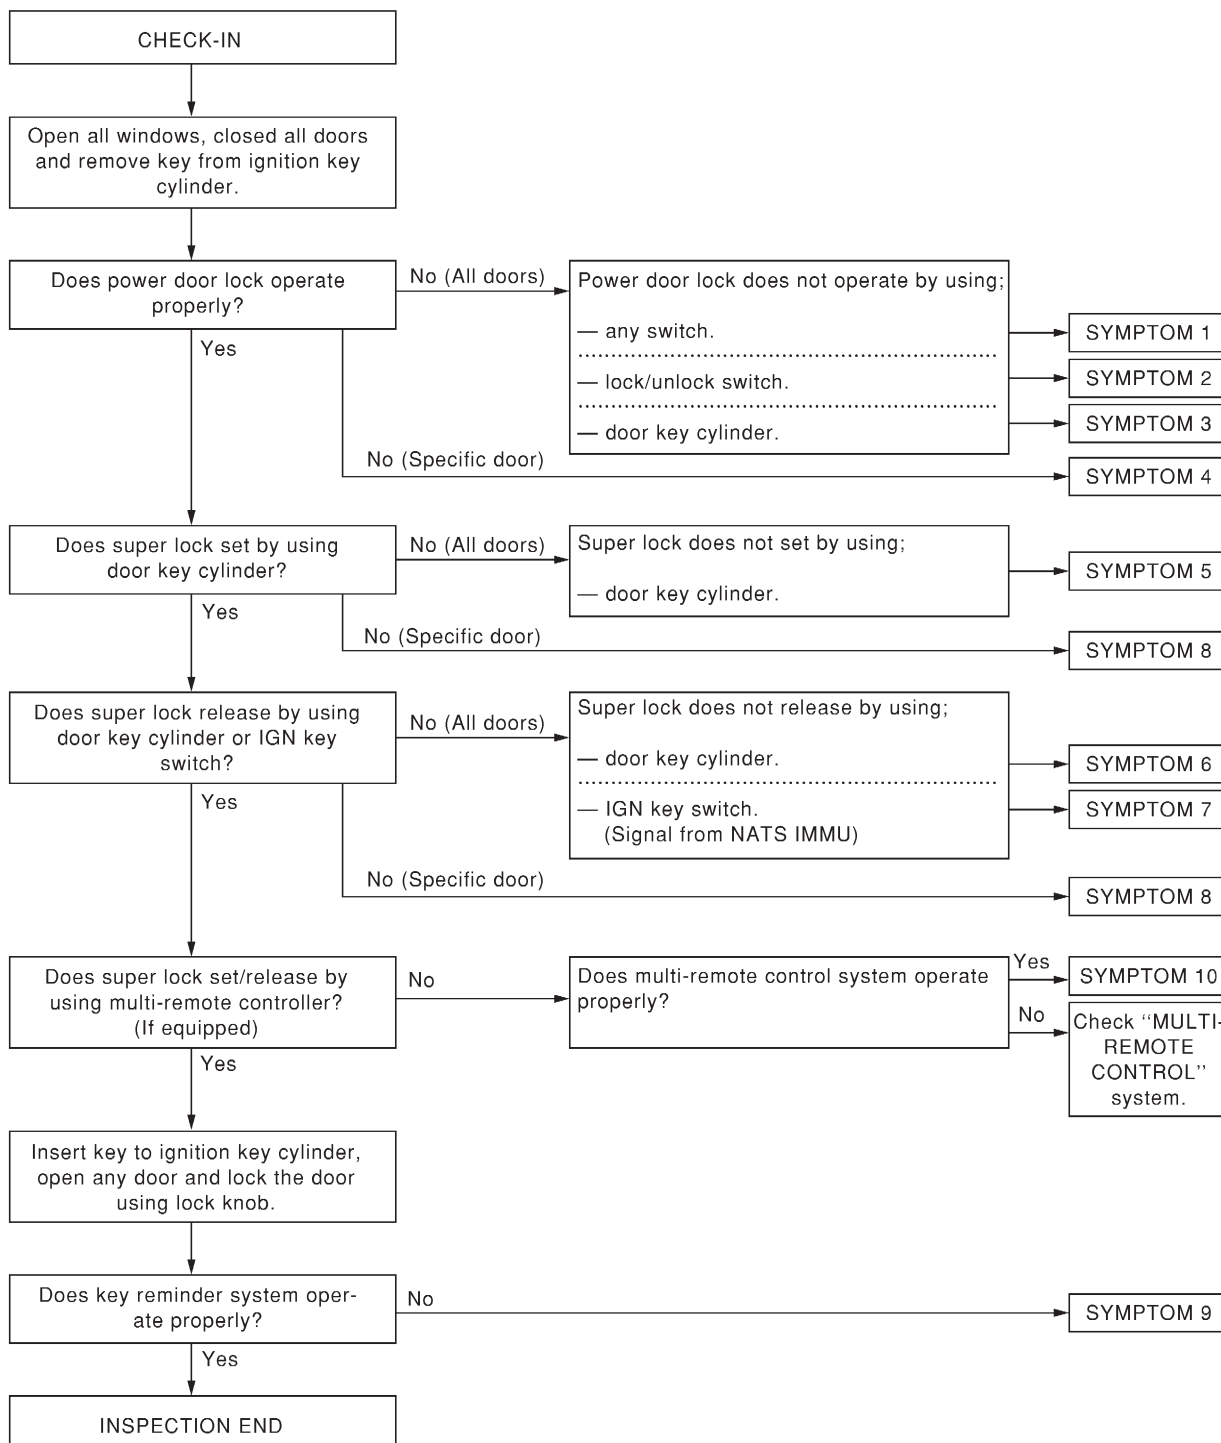 CHECK-IN
Open all windows, closed all doors
and remove key from ignition key
cylinder.
Does power door lock operate
properly?
No (All doors)
Power door lock does not operate by using;
— any switch.
— lock/unlock switch.
— door key cylinder.
SYMPTOM 1
SYMPTOM 2
SYMPTOM 3
Yes
No (Specific door)
SYMPTOM 4
Does super lock set by using
door key cylinder?
No (All doors)
Super lock does not set by using;
— door key cylinder.
SYMPTOM 5
Yes
No (Specific door)
SYMPTOM 8
Does super lock release by using
door key cylinder or IGN key
switch?
No (All doors)
Super lock does not release by using;
— door key cylinder.
— IGN key switch.
(Signal from NATS IMMU)
SYMPTOM 6
SYMPTOM 7
Yes
No (Specific door)
SYMPTOM 8
Does super lock set/release by
using multi-remote controller?
(If equipped)
No
Does multi-remote control system operate
properly?
Yes
SYMPTOM 10
No
Check ‘‘MULTI-
REMOTE
CONTROL’’
system.
Yes
Insert key to ignition key cylinder,
open any door and lock the door
using lock knob.
Does key reminder system oper-
ate properly?
No
SYMPTOM 9
Yes
INSPECTION END